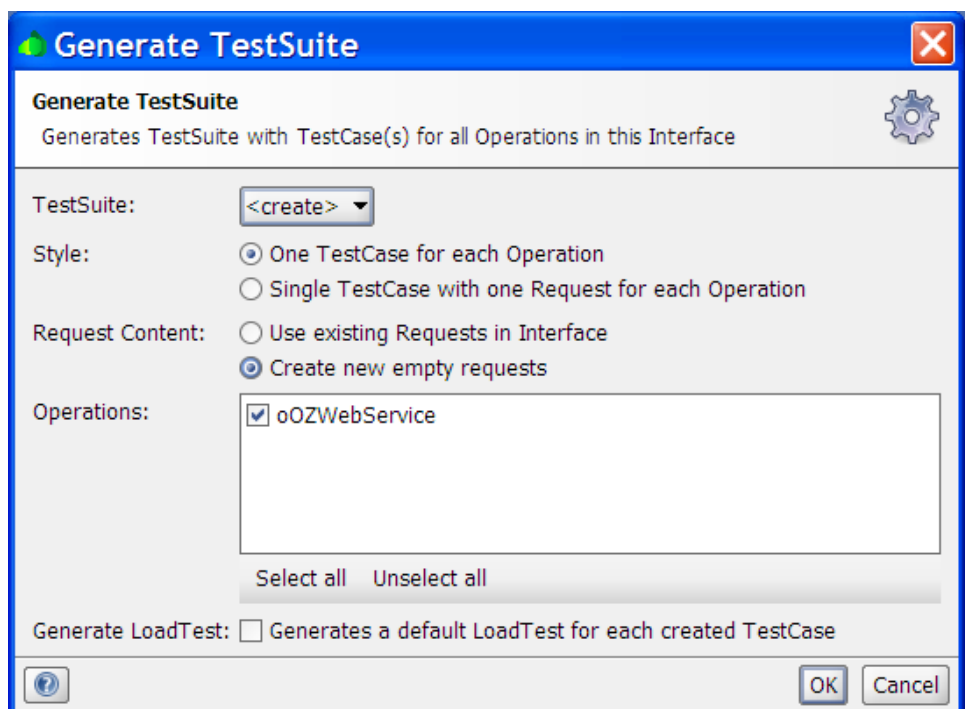 Generate TestSuite
Generate TestSuite
Generates TestSuite with TestCase(s) for all Operations in this Interface
TestSuite: <create>
Style: One TestCase for each Operation
Single TestCase with one Request for each Operation
Request Content: Use existing Requests in Interface
Create new empty requests
Operations: oOZWebService
Select all Unselect all
Generate LoadTest: Generates a default LoadTest for each created TestCase
? OK Cancel